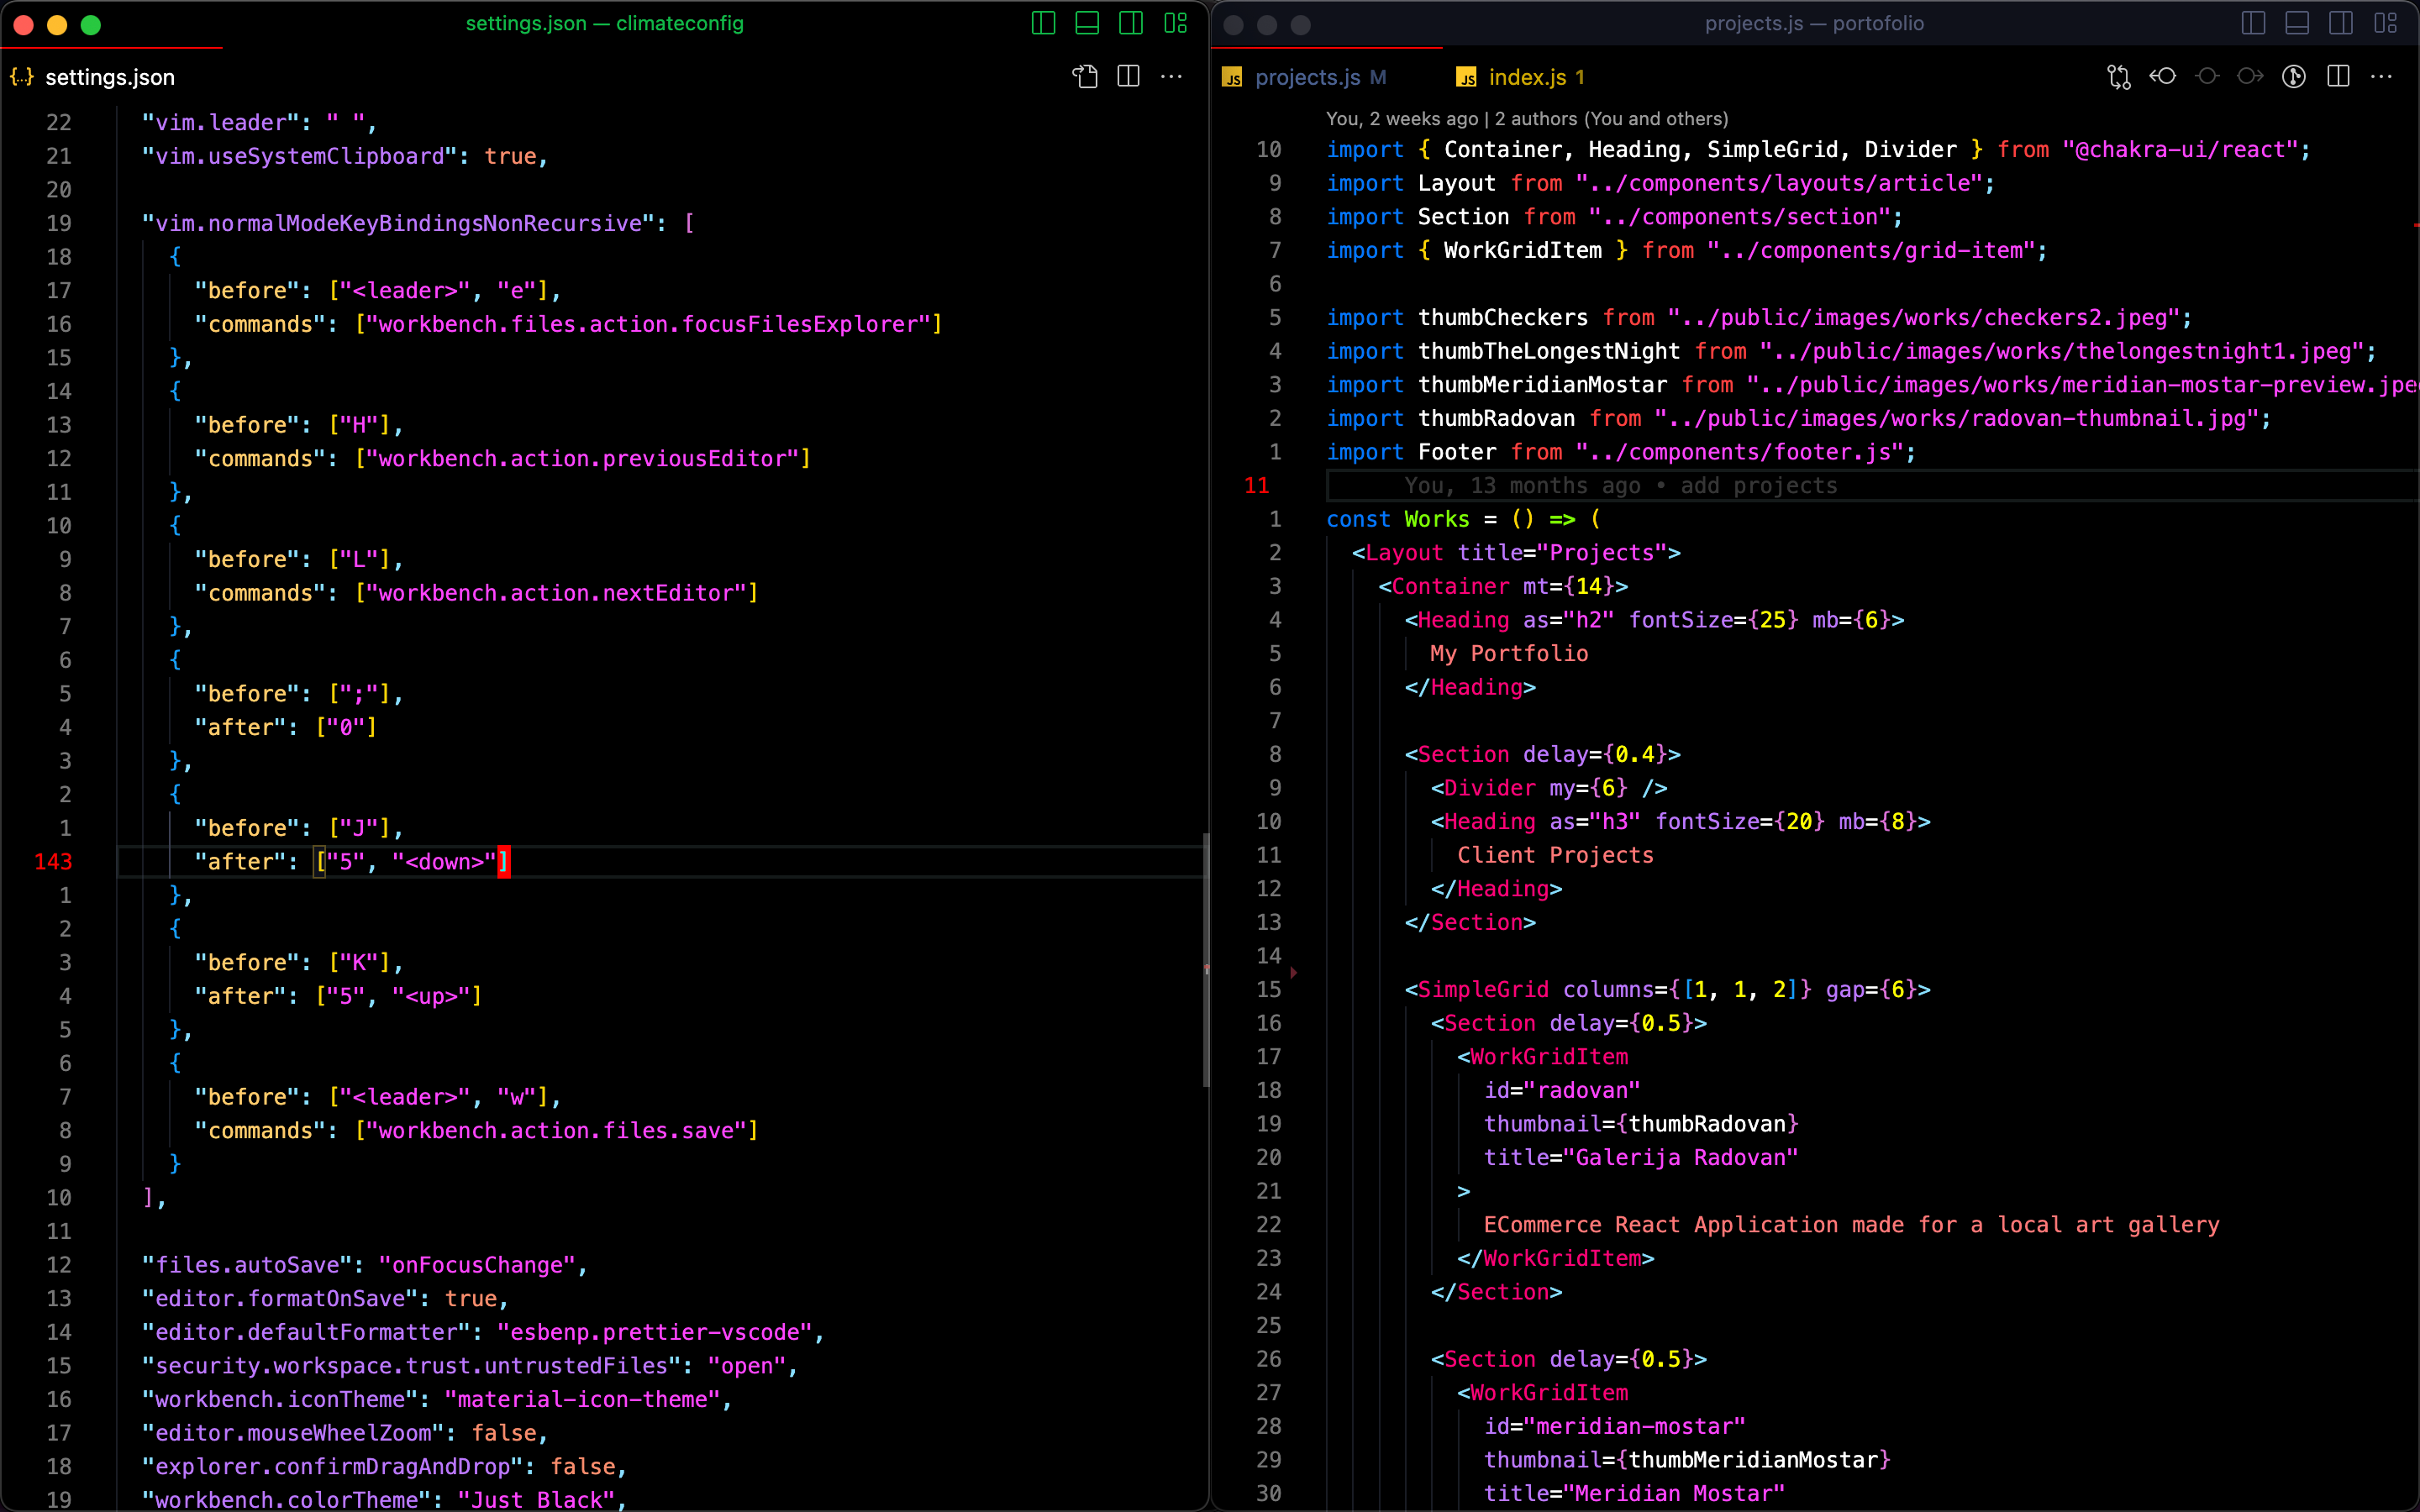 settings.json — climateconfig
{..} settings.json
22 "vim.leader": " ",
21 "vim.useSystemClipboard": true,
20
19 "vim.normalModeKeyBindingsNonRecursive": [
18 {
17 "before": ["<leader>", "e"],
16 "commands": ["workbench.files.action.focusFilesExplorer"]
15 },
14 {
13 "before": ["H"],
12 "commands": ["workbench.action.previousEditor"]
11 },
10 {
9 "before": ["L"],
8 "commands": ["workbench.action.nextEditor"]
7 },
6 {
5 "before": [";"],
4 "after": ["0"]
3 },
2 {
1 "before": ["J"],
143 "after": ["5", "<down>"]
1 },
2 {
3 "before": ["K"],
4 "after": ["5", "<up>"]
5 },
6 {
7 "before": ["<leader>", "w"],
8 "commands": ["workbench.action.files.save"]
9 }
10 ],
11
12 "files.autoSave": "onFocusChange",
13 "editor.formatOnSave": true,
14 "editor.defaultFormatter": "esbenp.prettier-vscode",
15 "security.workspace.trust.untrustedFiles": "open",
16 "workbench.iconTheme": "material-icon-theme",
17 "editor.mouseWheelZoom": false,
18 "explorer.confirmDragAndDrop": false,
19 "workbench.colorTheme": "Just Black",
projects.js — portofolio
JS projects.js M JS index.js 1
You, 2 weeks ago | 2 authors (You and others)
10 import { Container, Heading, SimpleGrid, Divider } from "@chakra-ui/react";
9 import Layout from "../components/layouts/article";
8 import Section from "../components/section";
7 import { WorkGridItem } from "../components/grid-item";
6
5 import thumbCheckers from "../public/images/works/checkers2.jpeg";
4 import thumbTheLongestNight from "../public/images/works/thelongestnight1.jpeg";
3 import thumbMeridianMostar from "../public/images/works/meridian-mostar-preview.jpe
2 import thumbRadovan from "../public/images/works/radovan-thumbnail.jpg";
1 import Footer from "../components/footer.js";
11 You, 13 months ago • add projects
1 const Works = () => (
2 <Layout title="Projects">
3 <Container mt={14}>
4 <Heading as="h2" fontSize={25} mb={6}>
5 My Portfolio
6 </Heading>
7
8 <Section delay={0.4}>
9 <Divider my={6} />
10 <Heading as="h3" fontSize={20} mb={8}>
11 Client Projects
12 </Heading>
13 </Section>
14
15 <SimpleGrid columns={[1, 1, 2]} gap={6}>
16 <Section delay={0.5}>
17 <WorkGridItem
18 id="radovan"
19 thumbnail={thumbRadovan}
20 title="Galerija Radovan"
21 >
22 ECommerce React Application made for a local art gallery
23 </WorkGridItem>
24 </Section>
25
26 <Section delay={0.5}>
27 <WorkGridItem
28 id="meridian-mostar"
29 thumbnail={thumbMeridianMostar}
30 title="Meridian Mostar"